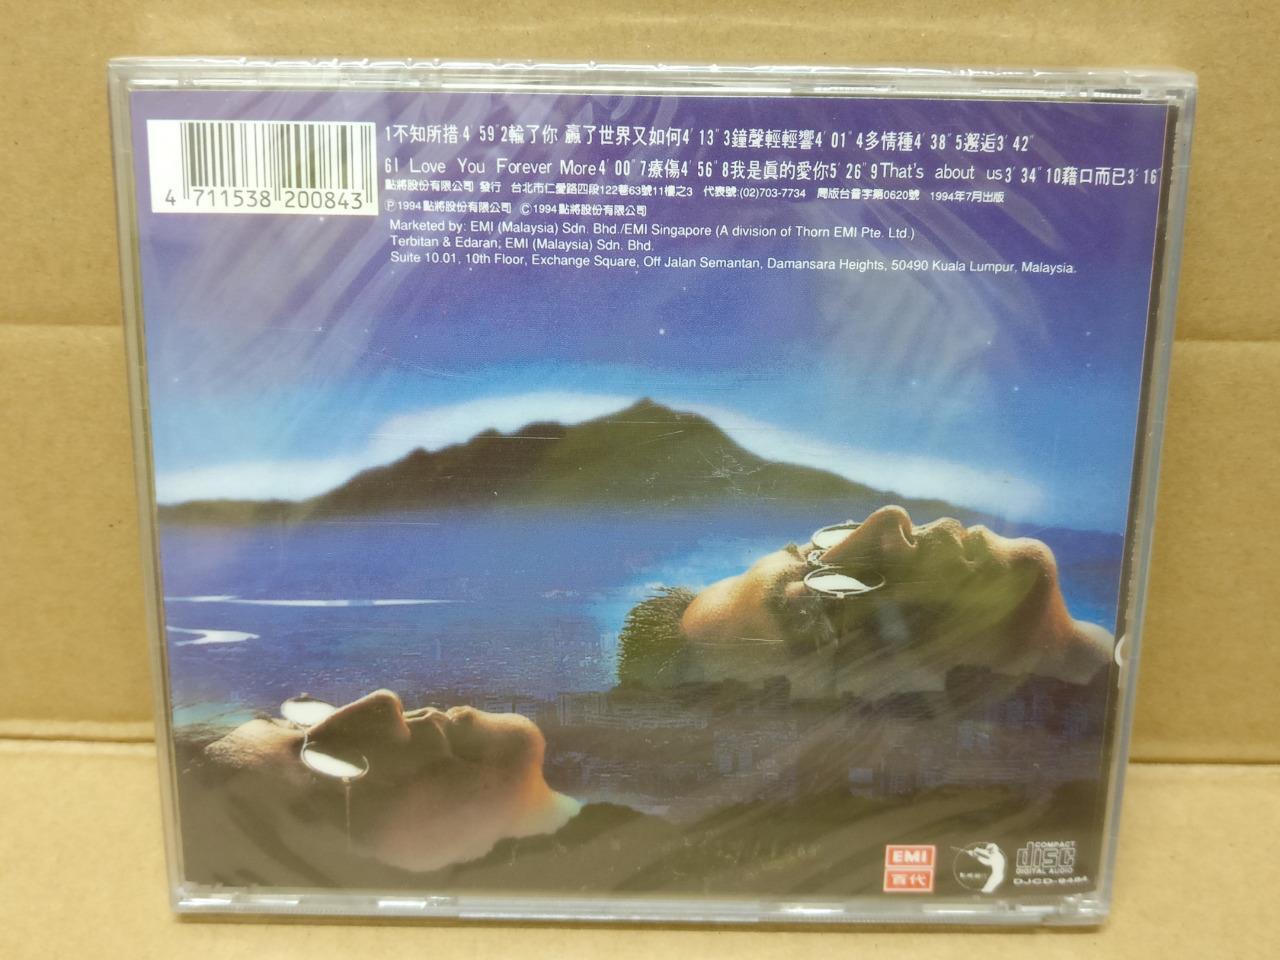 1不知所措4′59″2輸了你 贏了世界又如何4′13″3鐘聲輕輕響4′01″4多情種4′38″5邂逅3′42″
6I Love You Forever More4′00″7療傷4′56″8我是眞的愛你5′26″9That's about us3′34″10藉口而已3′16″
點將股份有限公司 發行 台北市仁愛路四段122巷63號11樓之3 代表號:(02)703-7734 局版台音字第0620號 1994年7月出版
Ⓟ1994點將股份有限公司 Ⓒ1994點將股份有限公司
Marketed by: EMI (Malaysia) Sdn. Bhd./EMI Singapore (A division of Thorn EMI Pte. Ltd.)
Terbitan & Edaran; EMI (Malaysia) Sdn. Bhd.
Suite 10.01, 10th Floor, Exchange Square, Off Jalan Semantan, Damansara Heights, 50490 Kuala Lumpur, Malaysia.
4 711538 200843
EMI
百代
COMPACT
disc
DIGITAL AUDIO